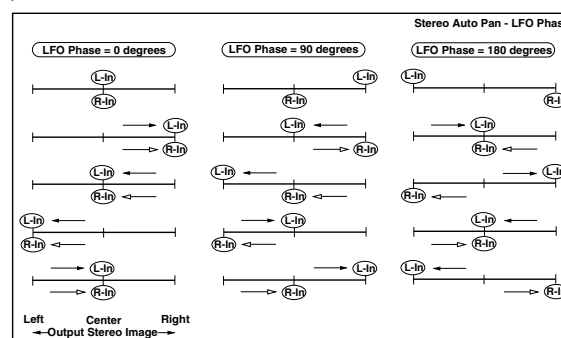 Stereo Auto Pan - LFO Phas
LFO Phase = 0 degrees
LFO Phase = 90 degrees
LFO Phase = 180 degrees
L-In
R-In
L-In
R-In
L-In
R-In
L-In
R-In
L-In
R-In
L-In
R-In
L-In
R-In
L-In
R-In
L-In
R-In
L-In
R-In
L-In
R-In
L-In
R-In
L-In
R-In
L-In
R-In
L-In
R-In
Left Center Right
Output Stereo Image